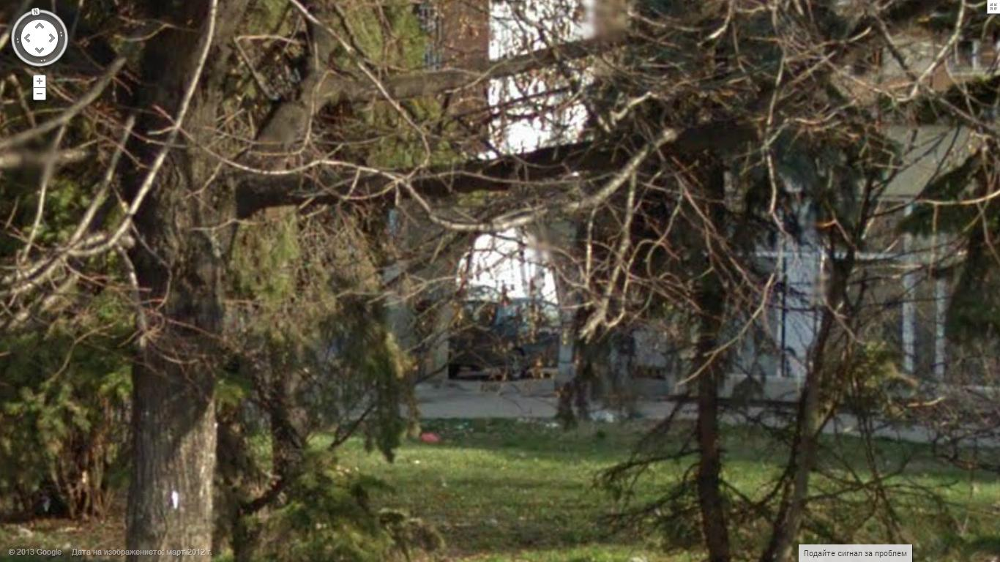 N
© 2013 Google Дата на изображението: март 2012 г.
Подайте сигнал за проблем